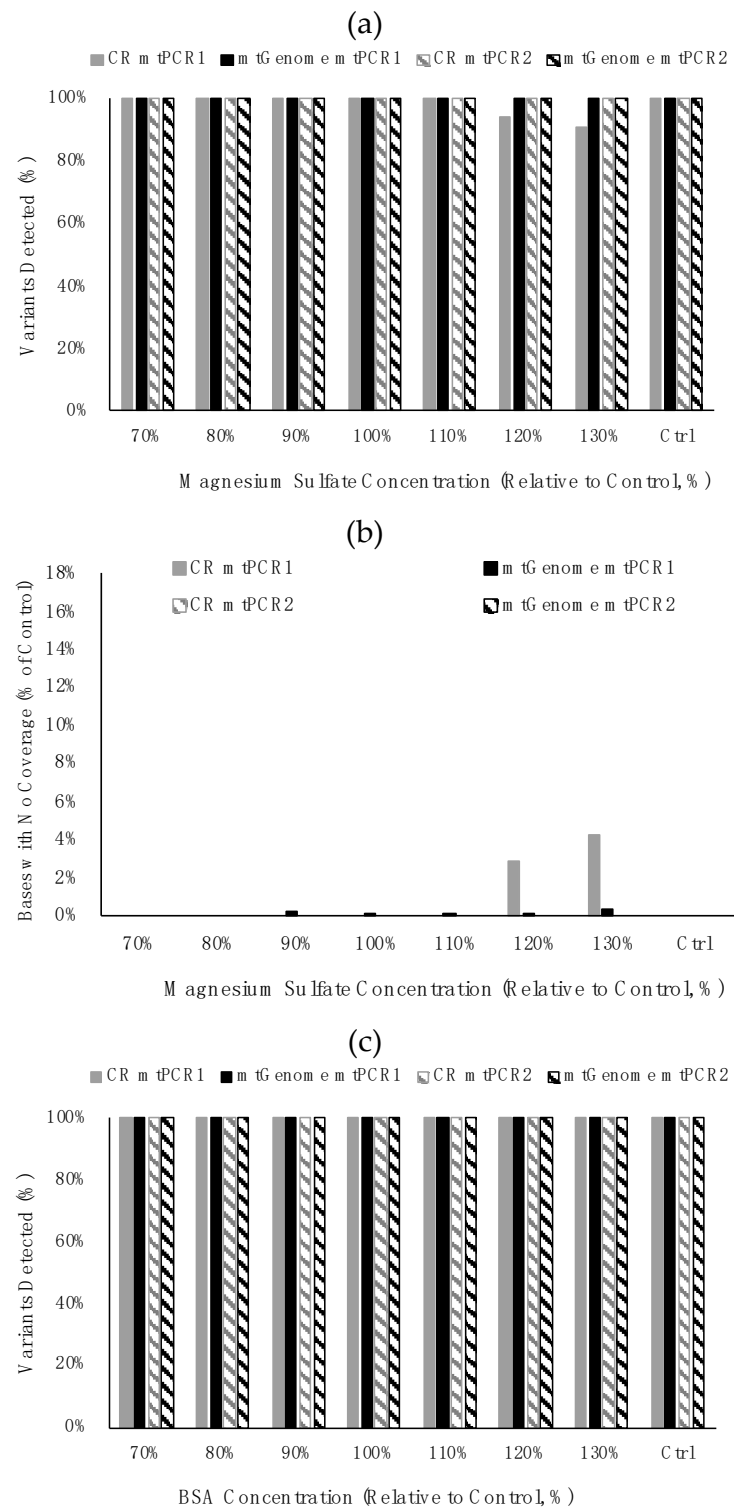 (a)
CR mtPCR1 mtGenome mtPCR1 CR mtPCR2 mtGenome mtPCR2
100%
80%
60%
40%
20%
0%
Variants Detected (%)
70% 80% 90% 100% 110% 120% 130% Ctrl
Magnesium Sulfate Concentration (Relative to Control, %)
(b)
CR mtPCR1 mtGenome mtPCR1
CR mtPCR2 mtGenome mtPCR2
18%
16%
14%
12%
10%
8%
6%
4%
2%
0%
Bases with No Coverage (% of Control)
70% 80% 90% 100% 110% 120% 130% Ctrl
Magnesium Sulfate Concentration (Relative to Control, %)
(c)
CR mtPCR1 mtGenome mtPCR1 CR mtPCR2 mtGenome mtPCR2
100%
80%
60%
40%
20%
0%
Variants Detected (%)
70% 80% 90% 100% 110% 120% 130% Ctrl
BSA Concentration (Relative to Control, %)